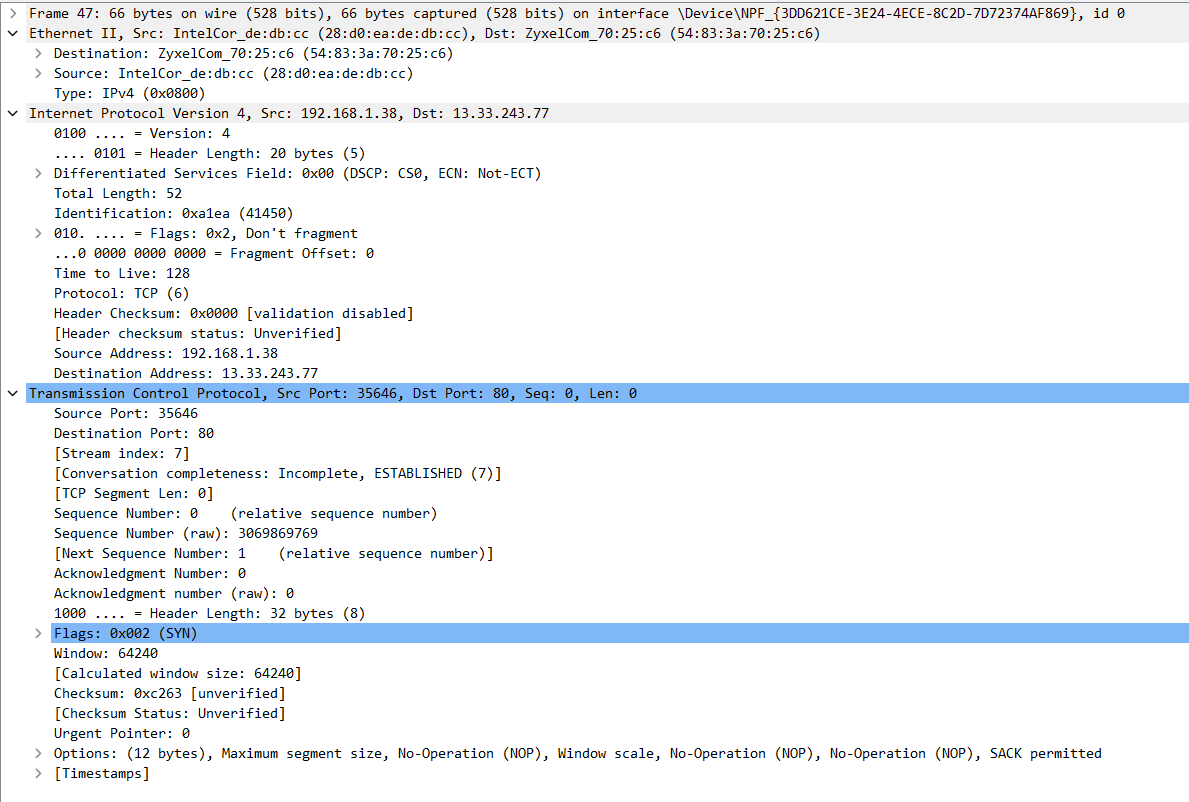 Frame 47: 66 bytes on wire (528 bits), 66 bytes captured (528 bits) on interface \Device\NPF_{3DD621CE-3E24-4ECE-8C2D-7D72374AF869}, id 0
Ethernet II, Src: IntelCor_de:db:cc (28:d0:ea:de:db:cc), Dst: ZyxelCom_70:25:c6 (54:83:3a:70:25:c6)
Destination: ZyxelCom_70:25:c6 (54:83:3a:70:25:c6)
Source: IntelCor_de:db:cc (28:d0:ea:de:db:cc)
Type: IPv4 (0x0800)
Internet Protocol Version 4, Src: 192.168.1.38, Dst: 13.33.243.77
0100 .... = Version: 4
.... 0101 = Header Length: 20 bytes (5)
Differentiated Services Field: 0x00 (DSCP: CS0, ECN: Not-ECT)
Total Length: 52
Identification: 0xa1ea (41450)
010. .... = Flags: 0x2, Don't fragment
...0 0000 0000 0000 = Fragment Offset: 0
Time to Live: 128
Protocol: TCP (6)
Header Checksum: 0x0000 [validation disabled]
[Header checksum status: Unverified]
Source Address: 192.168.1.38
Destination Address: 13.33.243.77
Transmission Control Protocol, Src Port: 35646, Dst Port: 80, Seq: 0, Len: 0
Source Port: 35646
Destination Port: 80
[Stream index: 7]
[Conversation completeness: Incomplete, ESTABLISHED (7)]
[TCP Segment Len: 0]
Sequence Number: 0    (relative sequence number)
Sequence Number (raw): 3069869769
[Next Sequence Number: 1    (relative sequence number)]
Acknowledgment Number: 0
Acknowledgment number (raw): 0
1000 .... = Header Length: 32 bytes (8)
Flags: 0x002 (SYN)
Window: 64240
[Calculated window size: 64240]
Checksum: 0xc263 [unverified]
[Checksum Status: Unverified]
Urgent Pointer: 0
Options: (12 bytes), Maximum segment size, No-Operation (NOP), Window scale, No-Operation (NOP), No-Operation (NOP), SACK permitted
[Timestamps]